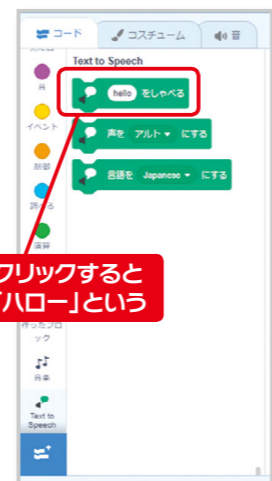 コード
コスチューム
音
Text to Speech
音
イベント
制御
調べる
演算
hello をしゃべる
声を アルト にする
言語を Japanese にする
クリックすると
「ハロー」という
作ったブロ
ック
音楽
Text to
Speech